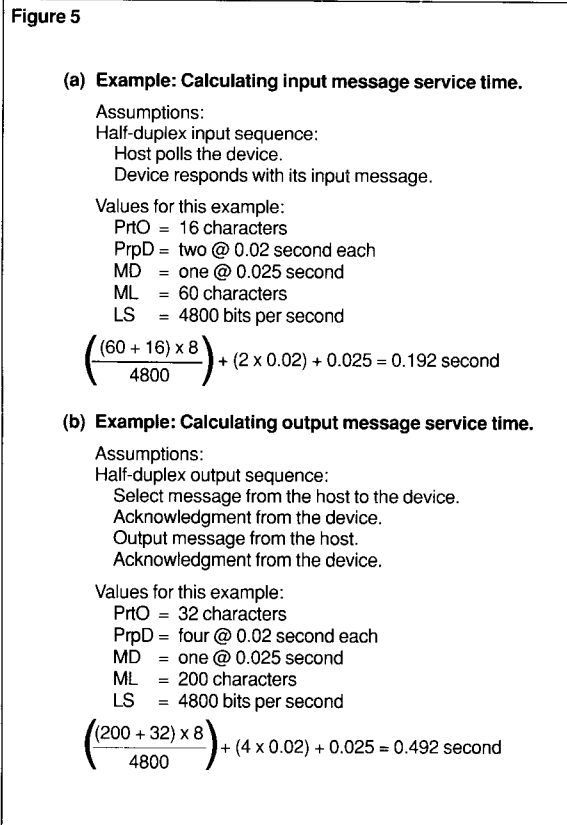 Figure 5
(a) Example: Calculating input message service time.
Assumptions:
Half-duplex input sequence:
Host polls the device.
Device responds with its input message.
Values for this example:
PrtO = 16 characters
PrpD = two @ 0.02 second each
MD = one @ 0.025 second
ML = 60 characters
LS = 4800 bits per second
((60 + 16) x 8 / 4800) + (2 x 0.02) + 0.025 = 0.192 second
(b) Example: Calculating output message service time.
Assumptions:
Half-duplex output sequence:
Select message from the host to the device.
Acknowledgment from the device.
Output message from the host.
Acknowledgment from the device.
Values for this example:
PrtO = 32 characters
PrpD = four @ 0.02 second each
MD = one @ 0.025 second
ML = 200 characters
LS = 4800 bits per second
((200 + 32) x 8 / 4800) + (4 x 0.02) + 0.025 = 0.492 second